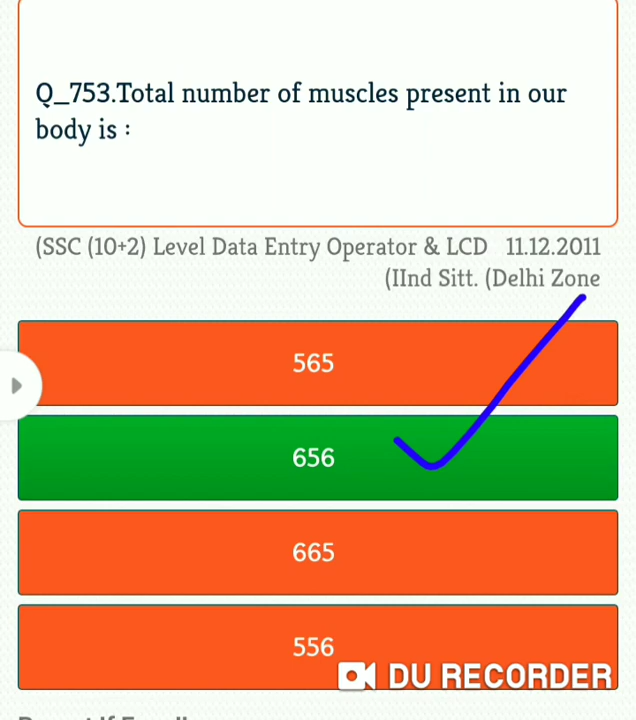 Q_753.Total number of muscles present in our
body is :
(SSC (10+2) Level Data Entry Operator & LCD 11.12.2011
(IInd Sitt. (Delhi Zone
565
656
665
556
DU RECORDER